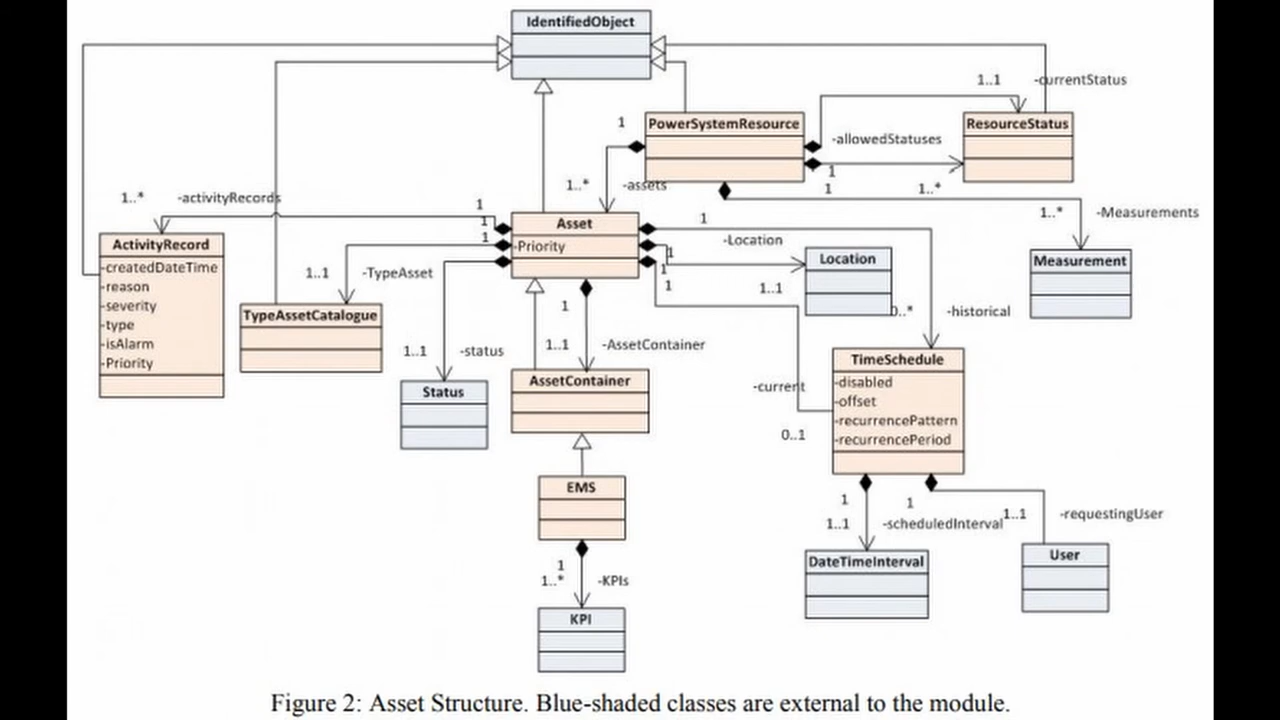 IdentifiedObject
1..1
-currentStatus
1
PowerSystemResource
ResourceStatus
-allowedStatuses
1
1..*
-assets
1
1..*
1..*
-activityRecords
1
1..*
-Measurements
1
Asset
1
ActivityRecord
1
-Priority
-Location
1
Location
Measurement
-createdDateTime
1..1
-TypeAsset
1
-reason
1
1..1
-severity
TypeAssetCatalogue
1
0..*
-historical
-type
-isAlarm
1..1
-status
1..1
-AssetContainer
-Priority
TimeSchedule
Status
AssetContainer
-current
-disabled
-offset
-recurrencePattern
0..1
-recurrencePeriod
EMS
1
1
1..1
-scheduledInterval
1..1
-requestingUser
1
1..*
-KPIs
DateTimeInterval
User
KPI
Figure 2: Asset Structure. Blue-shaded classes are external to the module.